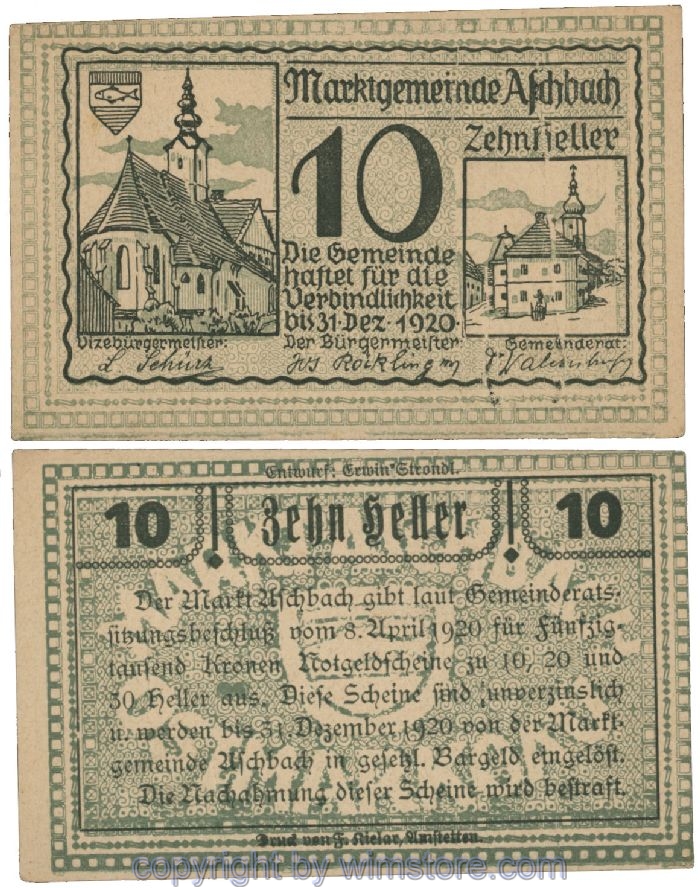 Marktgemeinde Aschbach
10
Zehn Heller
Die Gemeinde
haftet für die
Verbindlichkeit
bis 31. Dez. 1920.
Vizebürgermeister:
Der Bürgermeister:
Gemeinderat:
L. Schürz
Entwurf: Erwin Strondl.
10
Zehn Heller
10
Der Markt Aschbach gibt laut Gemeinderats-
sitzungsbeschluß vom 8. April 1920 für Fünfzig-
tausend Kronen Notgeldscheine zu 10, 20 und
50 Heller aus. Diese Scheine sind unverzinslich
u. werden bis 31. Dezember 1920 von der Markt-
gemeinde Aschbach in gesetzl. Bargeld eingelöst.
Die Nachahmung dieser Scheine wird bestraft.
Druck von F. Kielar, Amstetten.
copyright by wimstore.com